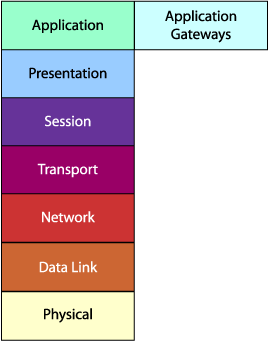 Application
Application
Gateways
Presentation
Session
Transport
Network
Data Link
Physical